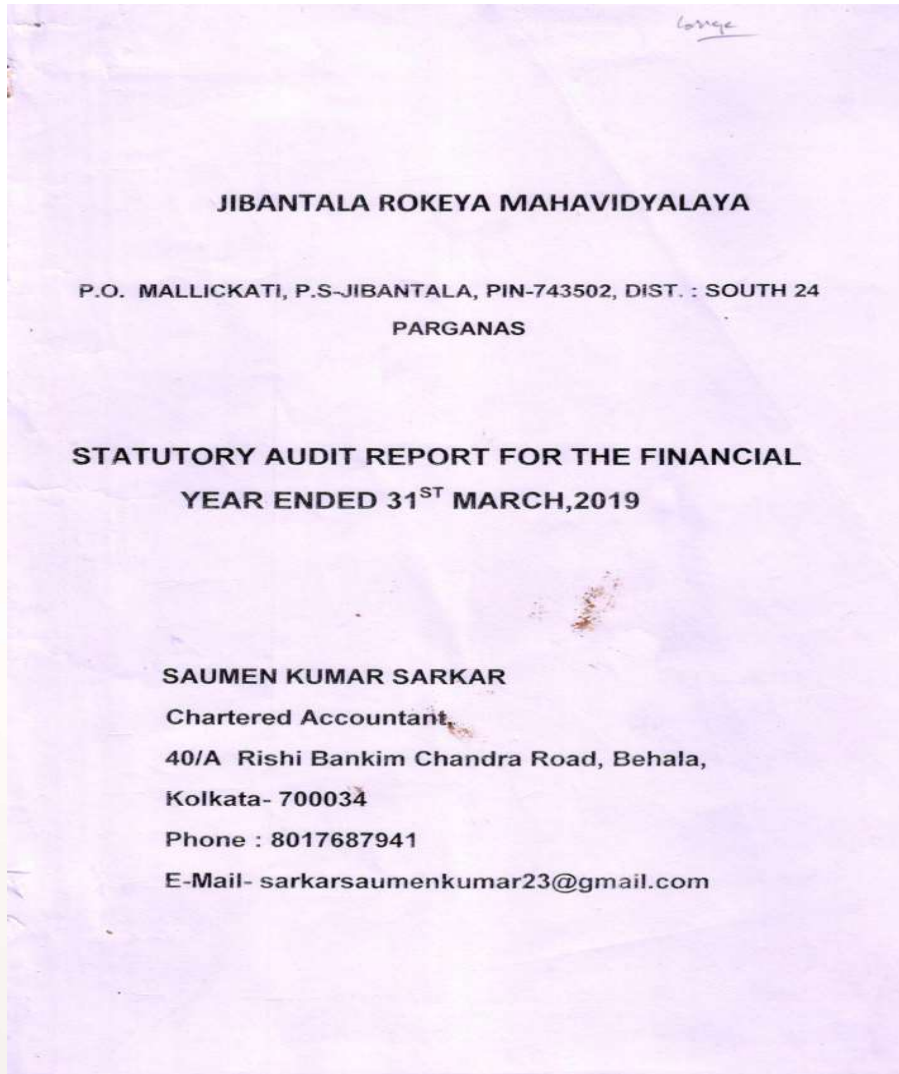 JIBANTALA ROKEYA MAHAVIDYALAYA
P.O. MALLICKATI, P.S-JIBANTALA, PIN-743502, DIST. : SOUTH 24
PARGANAS
STATUTORY AUDIT REPORT FOR THE FINANCIAL
YEAR ENDED 31ST MARCH,2019
SAUMEN KUMAR SARKAR
Chartered Accountant,
40/A Rishi Bankim Chandra Road, Behala,
Kolkata- 700034
Phone : 8017687941
E-Mail- sarkarsaumenkumar23@gmail.com